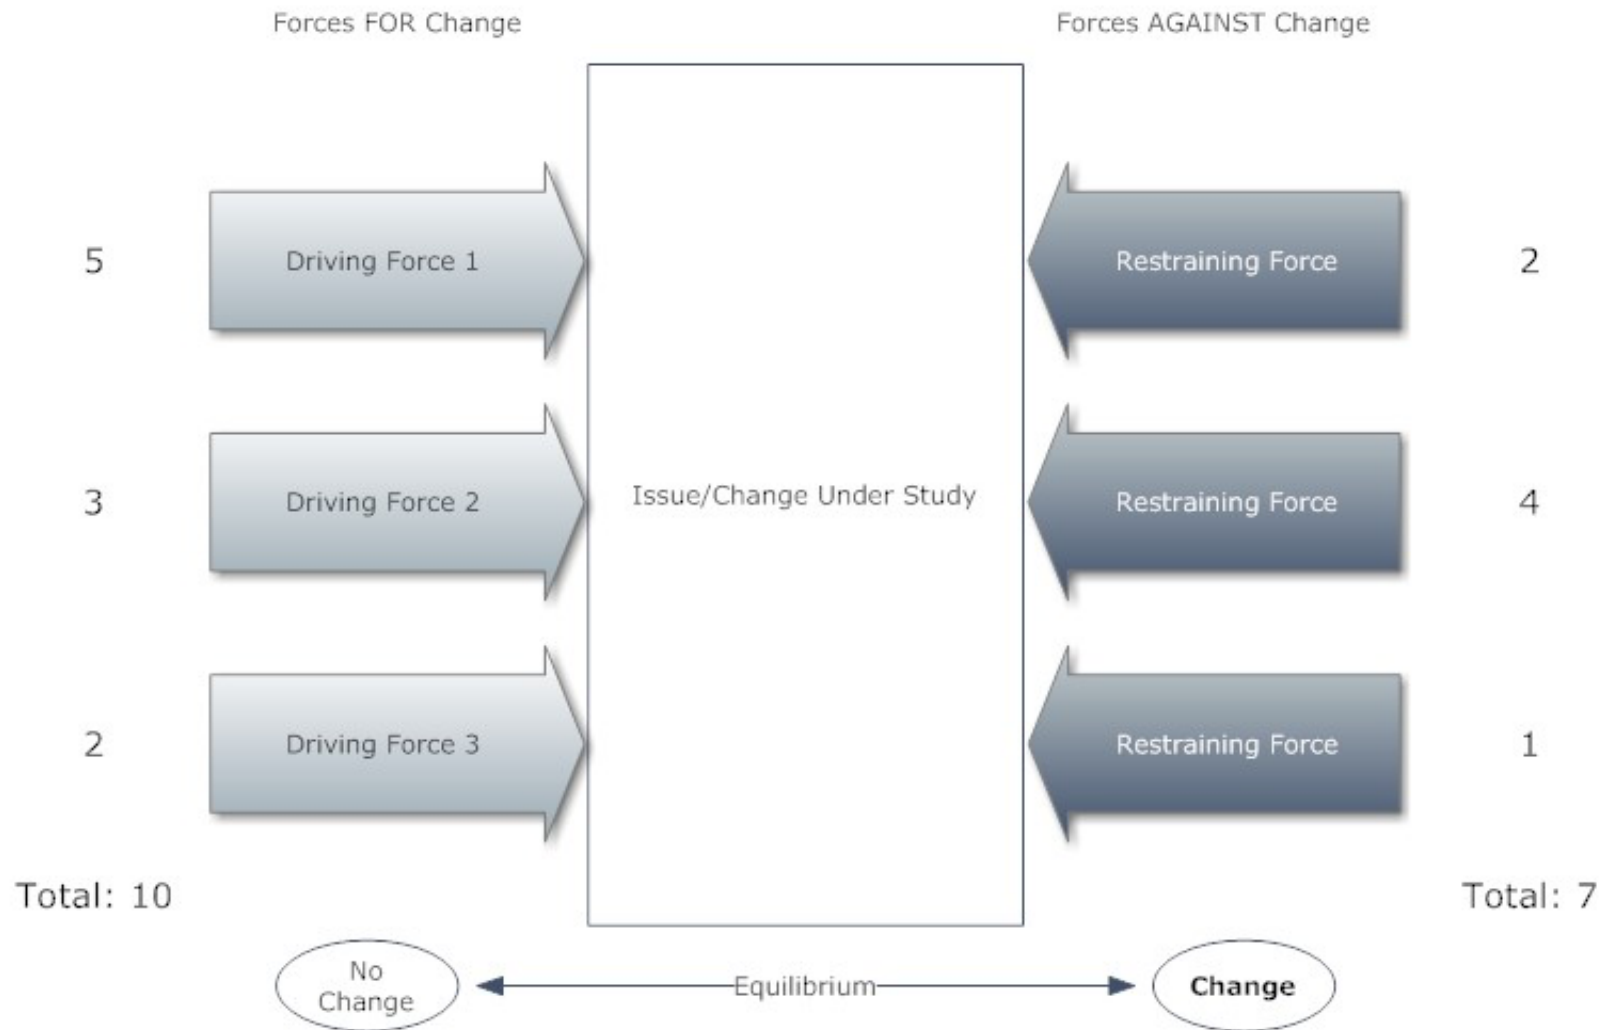 Forces FOR Change
Forces AGAINST Change
5
Driving Force 1
Restraining Force
2
3
Driving Force 2
Issue/Change Under Study
Restraining Force
4
2
Driving Force 3
Restraining Force
1
Total: 10
Total: 7
No
Change
Equilibrium
Change